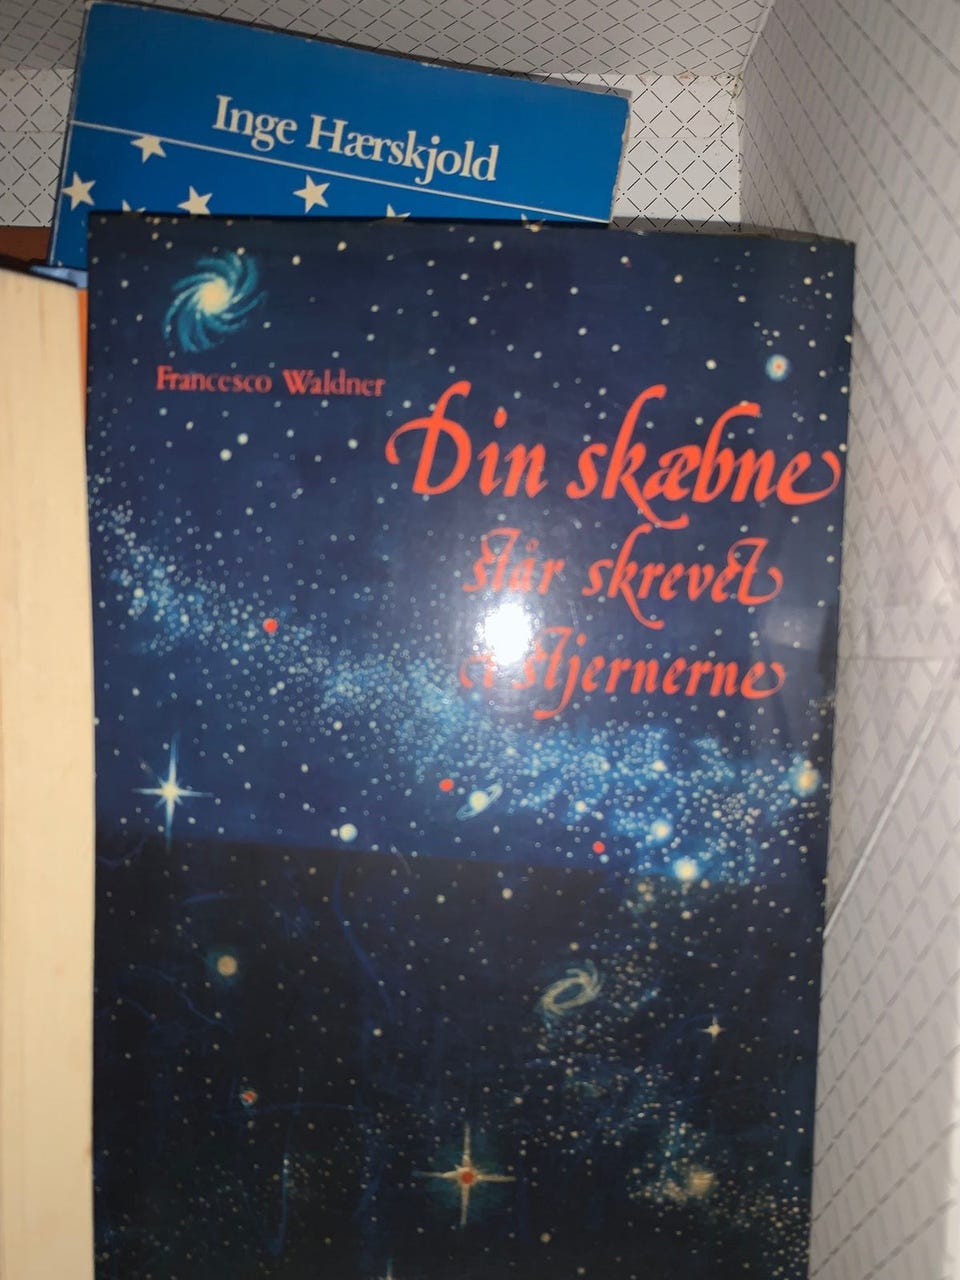 Inge Hærskjold
Francesco Waldner
Din skæbne
står skrevet
i stjernerne